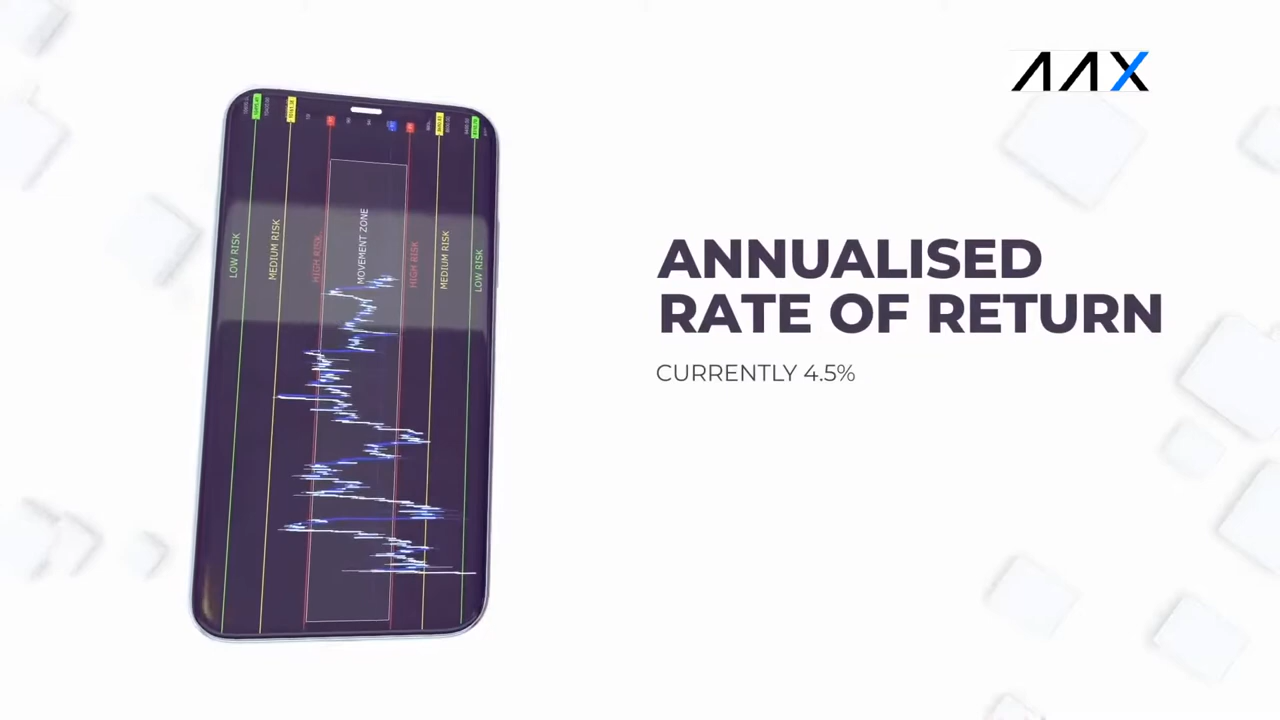 AAX
ANNUALISED
RATE OF RETURN
CURRENTLY 4.5%
LOW RISK
MEDIUM RISK
HIGH RISK
MOVEMENT ZONE
HIGH RISK
MEDIUM RISK
LOW RISK